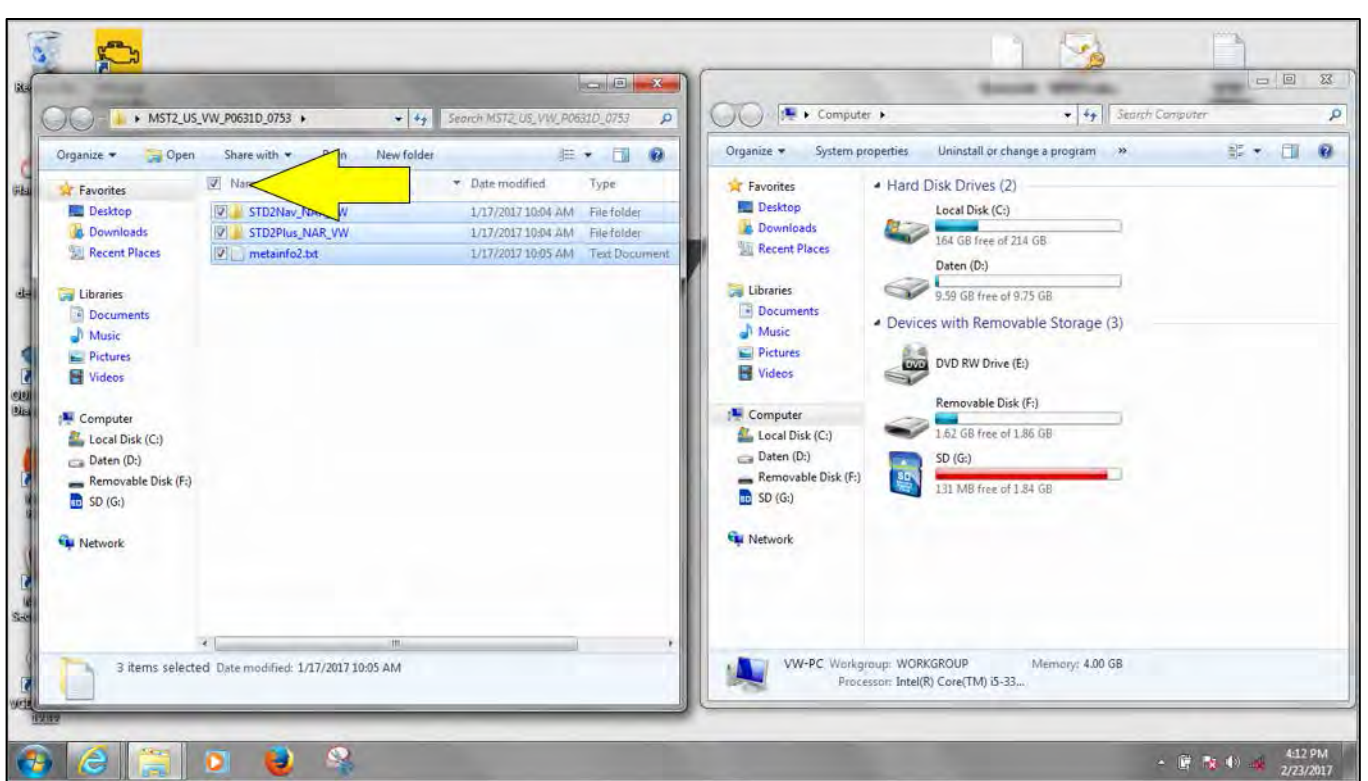 MST2_US_VW_P0631D_0753
Search MST2_US_VW_P0631D_0753
Organize
Open
Share with
New folder
Favorites
Desktop
Downloads
Recent Places
Libraries
Documents
Music
Pictures
Videos
Computer
Local Disk (C:)
Daten (D:)
Removable Disk (F:)
SD (G:)
Network
Date modified Type
1/17/2017 10:04 AM File folder
STD2Plus_NAR_VW 1/17/2017 10:04 AM File folder
metainfo2.txt 1/17/2017 10:05 AM Text Document
3 items selected Date modified: 1/17/2017 10:05 AM
Computer
Search Computer
Organize
System properties
Uninstall or change a program
»
Favorites
Desktop
Downloads
Recent Places
Libraries
Documents
Music
Pictures
Videos
Computer
Local Disk (C:)
Daten (D:)
Removable Disk (F:)
SD (G:)
Network
Hard Disk Drives (2)
Local Disk (C:)
164 GB free of 214 GB
Daten (D:)
9.59 GB free of 9.75 GB
Devices with Removable Storage (3)
DVD RW Drive (E:)
Removable Disk (F:)
1.62 GB free of 1.86 GB
SD (G:)
131 MB free of 1.84 GB
VW-PC Workgroup: WORKGROUP Memory: 4.00 GB
Processor: Intel(R) Core(TM) i5-33...
4:12 PM
2/23/2017